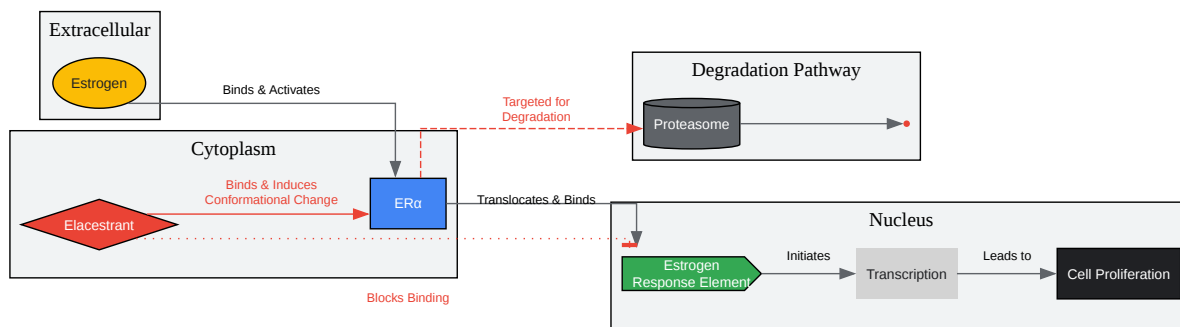 Extracellular
Estrogen
Binds & Activates
Degradation Pathway
Targeted for
Degradation
Proteasome
Cytoplasm
Binds & Induces
Conformational Change
ERα
Elacestrant
Translocates & Binds
Nucleus
Estrogen
Response Element
Initiates
Transcription
Leads to
Cell Proliferation
Blocks Binding